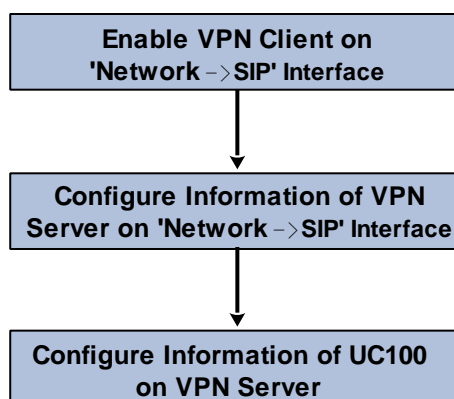 Enable VPN Client on
'Network –>SIP' Interface
Configure Information of VPN
Server on 'Network –>SIP' Interface
Configure Information of UC100
on VPN Server